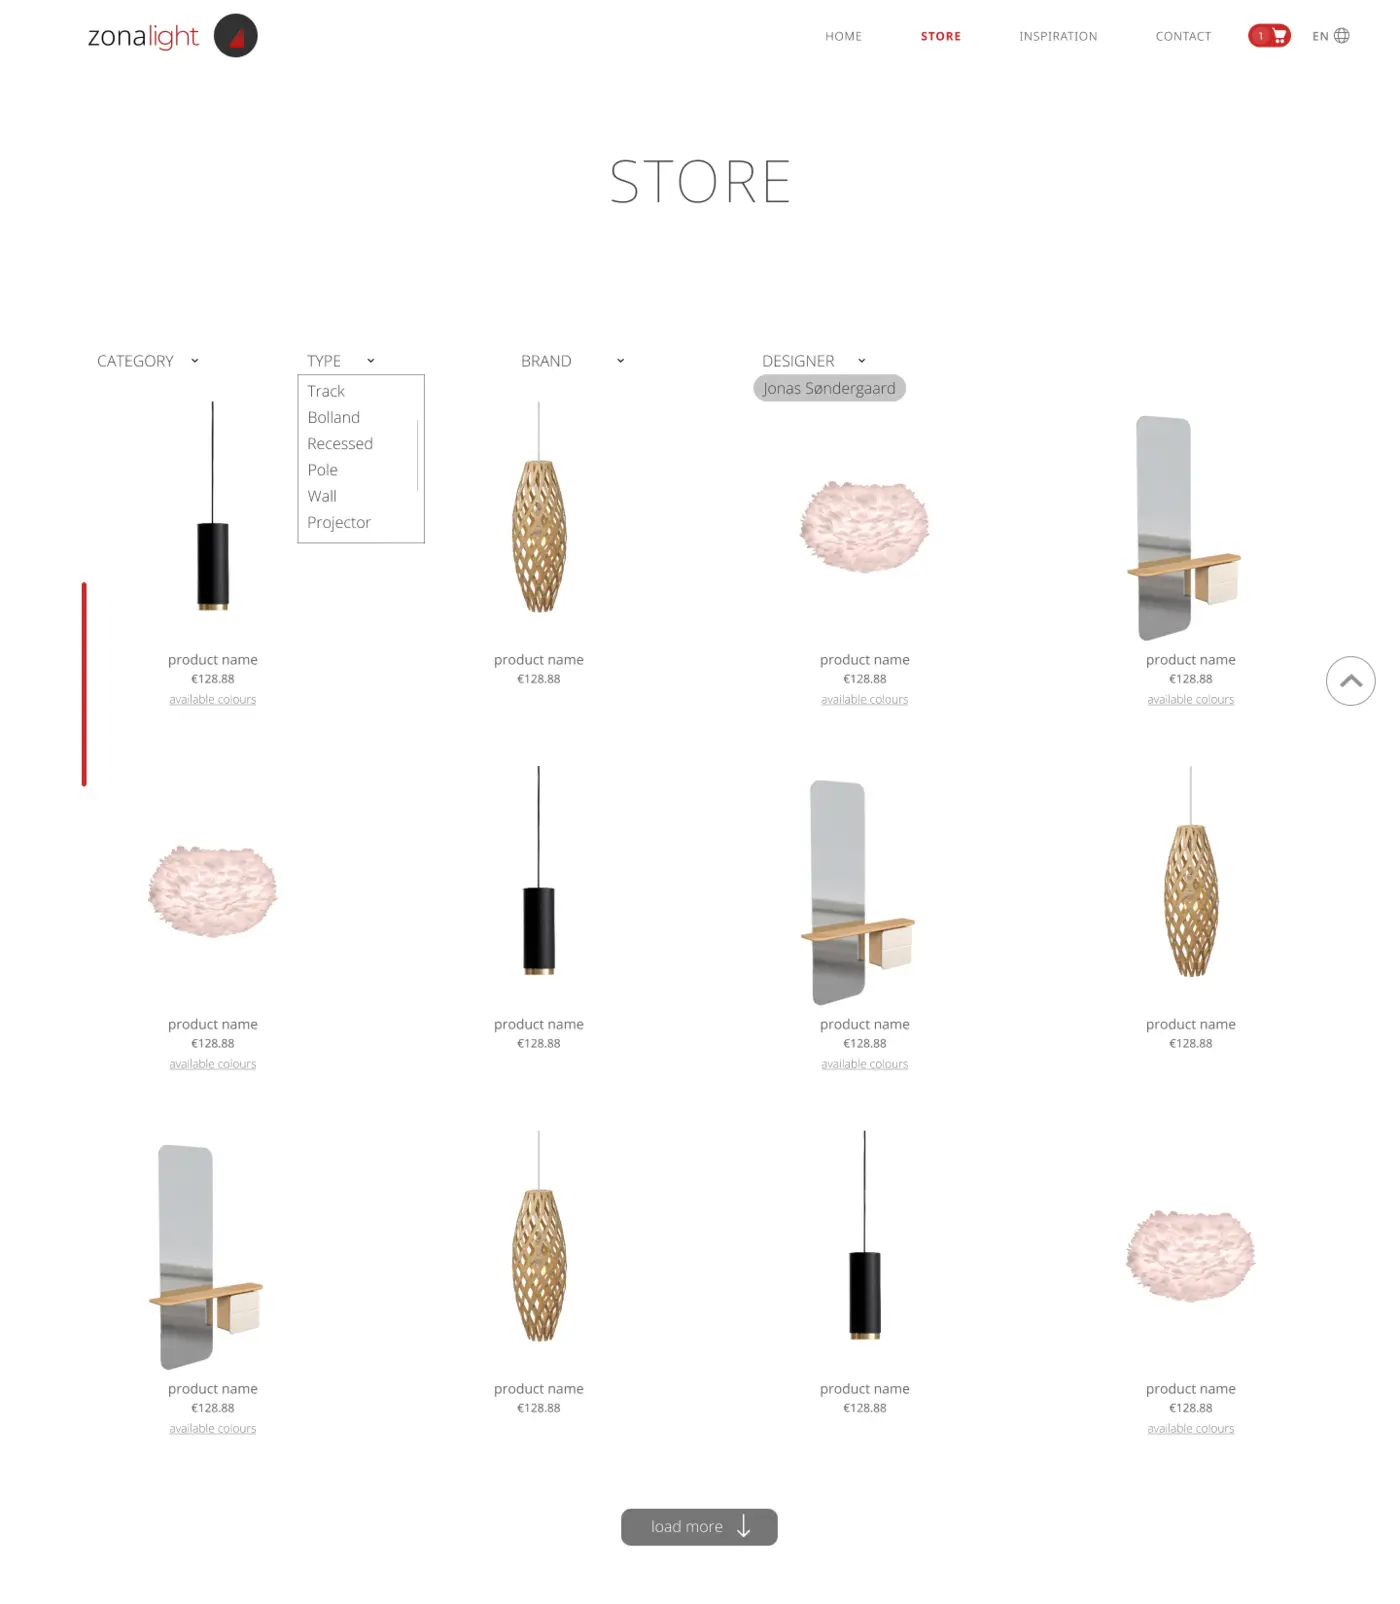 zonalight
HOME STORE INSPIRATION CONTACT 1 EN
STORE
CATEGORY TYPE BRAND DESIGNER
Jonas Søndergaard
Track
Bolland
Recessed
Pole
Wall
Projector
product name product name product name product name
€128.88 €128.88 €128.88 €128.88
available colours available colours available colours
product name product name product name product name
€128.88 €128.88 €128.88 €128.88
available colours available colours
product name product name product name product name
€128.88 €128.88 €128.88 €128.88
available colours available colours
load more